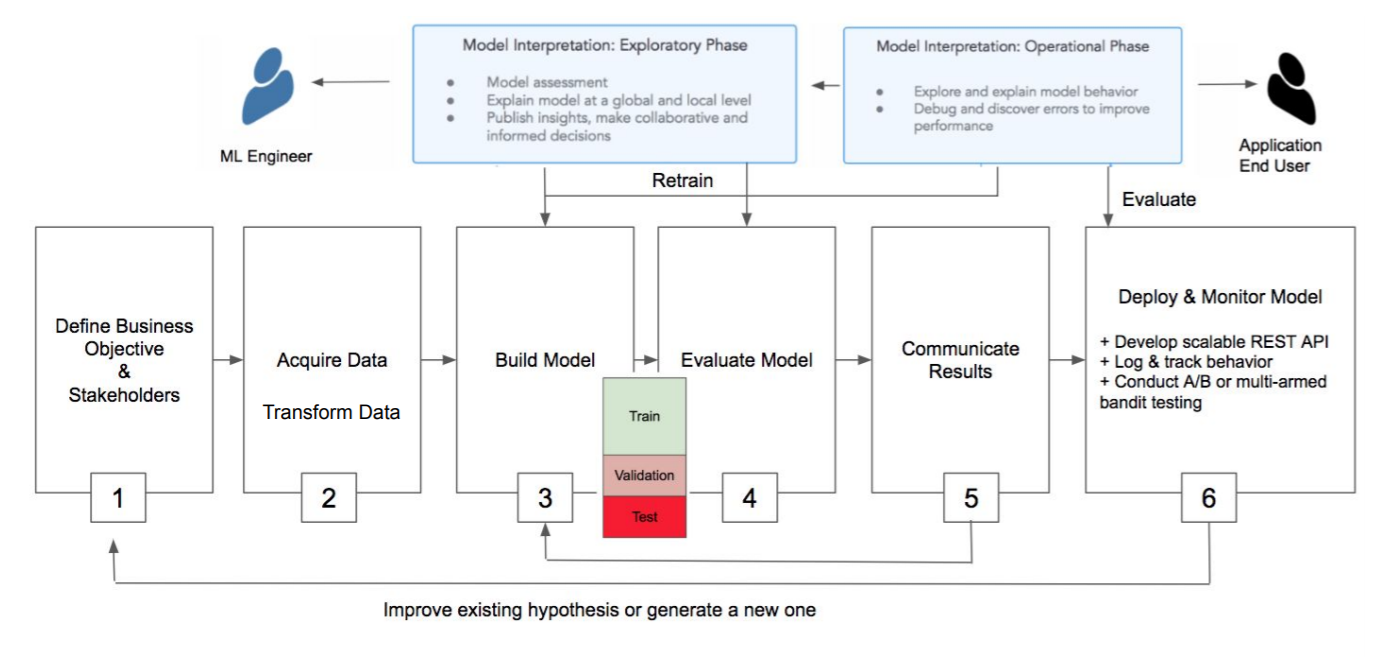 Model Interpretation: Exploratory Phase
● Model assessment
● Explain model at a global and local level
● Publish insights, make collaborative and
informed decisions
Model Interpretation: Operational Phase
● Explore and explain model behavior
● Debug and discover errors to improve
performance
ML Engineer
Application
End User
Retrain
Evaluate
Define Business
Objective
&
Stakeholders
1
Acquire Data
Transform Data
2
Build Model
3
Train
Validation
Test
Evaluate Model
4
Communicate
Results
5
Deploy & Monitor Model
+ Develop scalable REST API
+ Log & track behavior
+ Conduct A/B or multi-armed
bandit testing
6
Improve existing hypothesis or generate a new one